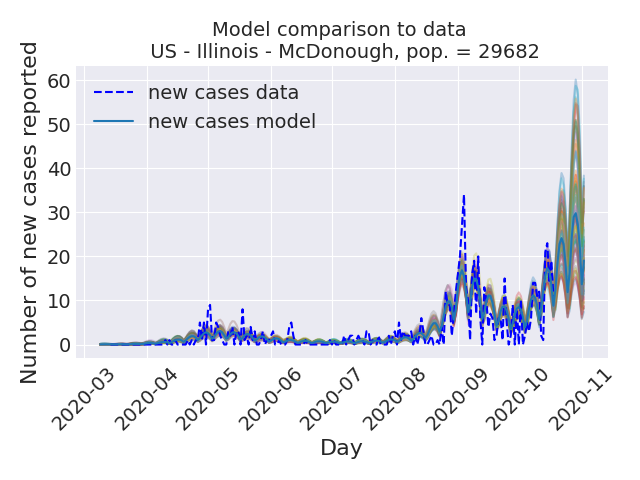 Model comparison to data
US - Illinois - McDonough, pop. = 29682
Number of new cases reported
60
50
40
30
20
10
0
new cases data
new cases model
2020-03
2020-04
2020-05
2020-06
2020-07
2020-08
2020-09
2020-10
2020-11
Day